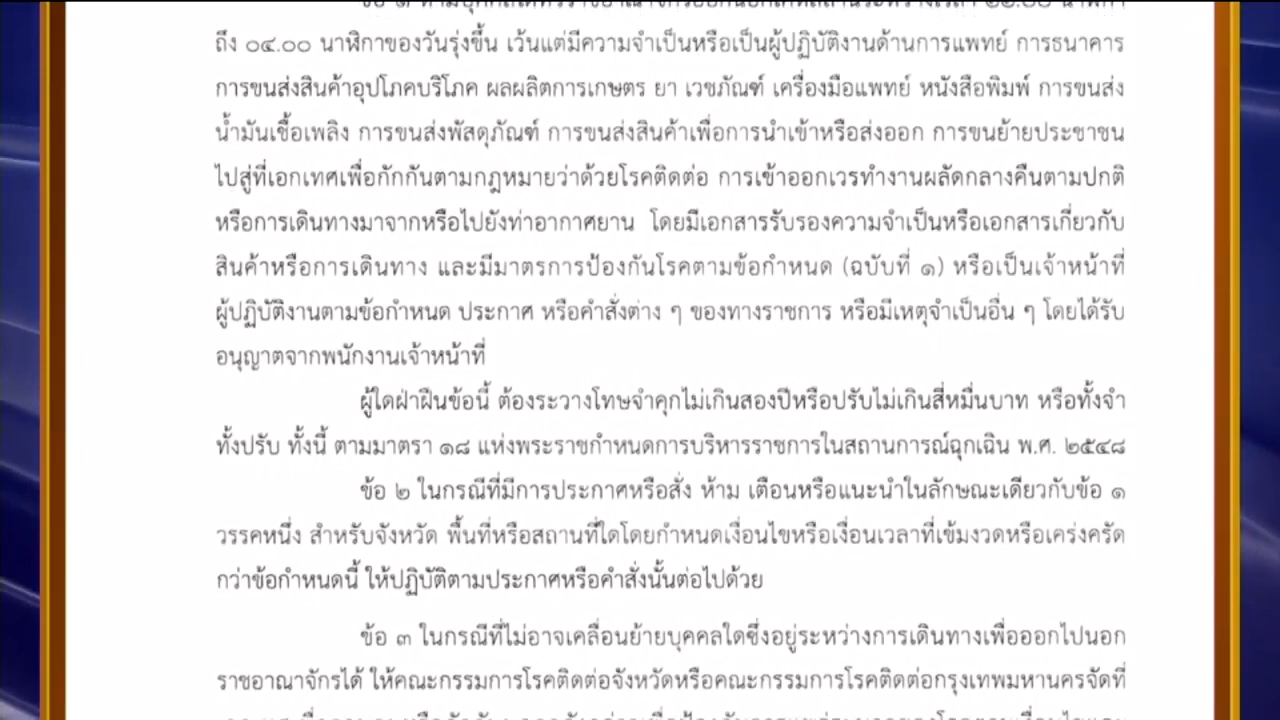 ถึง ๐๔.๐๐ นาฬิกาของวันรุ่งขึ้น เว้นแต่มีความจำเป็นหรือเป็นผู้ปฏิบัติงานด้านการแพทย์ การธนาคาร
การขนส่งสินค้าอุปโภคบริโภค ผลผลิตการเกษตร ยา เวชภัณฑ์ เครื่องมือแพทย์ หนังสือพิมพ์ การขนส่ง
น้ำมันเชื้อเพลิง การขนส่งพัสดุภัณฑ์ การขนส่งสินค้าเพื่อการนำเข้าหรือส่งออก การขนย้ายประชาชน
ไปสู่ที่เอกเทศเพื่อกักกันตามกฎหมายว่าด้วยโรคติดต่อ การเข้าออกเวรทำงานผลัดกลางคืนตามปกติ
หรือการเดินทางมาจากหรือไปยังท่าอากาศยาน โดยมีเอกสารรับรองความจำเป็นหรือเอกสารเกี่ยวกับ
สินค้าหรือการเดินทาง และมีมาตรการป้องกันโรคตามข้อกำหนด (ฉบับที่ ๑) หรือเป็นเจ้าหน้าที่
ผู้ปฏิบัติงานตามข้อกำหนด ประกาศ หรือคำสั่งต่าง ๆ ของทางราชการ หรือมีเหตุจำเป็นอื่น ๆ โดยได้รับ
อนุญาตจากพนักงานเจ้าหน้าที่
ผู้ใดฝ่าฝืนข้อนี้ ต้องระวางโทษจำคุกไม่เกินสองปีหรือปรับไม่เกินสี่หมื่นบาท หรือทั้งจำ
ทั้งปรับ ทั้งนี้ ตามมาตรา ๑๘ แห่งพระราชกำหนดการบริหารราชการในสถานการณ์ฉุกเฉิน พ.ศ. ๒๕๔๘
ข้อ ๒ ในกรณีที่มีการประกาศหรือสั่ง ห้าม เตือนหรือแนะนำในลักษณะเดียวกับข้อ ๑
วรรคหนึ่ง สำหรับจังหวัด พื้นที่หรือสถานที่ใดโดยกำหนดเงื่อนไขหรือเงื่อนเวลาที่เข้มงวดหรือเคร่งครัด
กว่าข้อกำหนดนี้ ให้ปฏิบัติตามประกาศหรือคำสั่งนั้นต่อไปด้วย
ข้อ ๓ ในกรณีที่ไม่อาจเคลื่อนย้ายบุคคลใดซึ่งอยู่ระหว่างการเดินทางเพื่อออกไปนอก
ราชอาณาจักรได้ ให้คณะกรรมการโรคติดต่อจังหวัดหรือคณะกรรมการโรคติดต่อกรุงเทพมหานครจัดที่